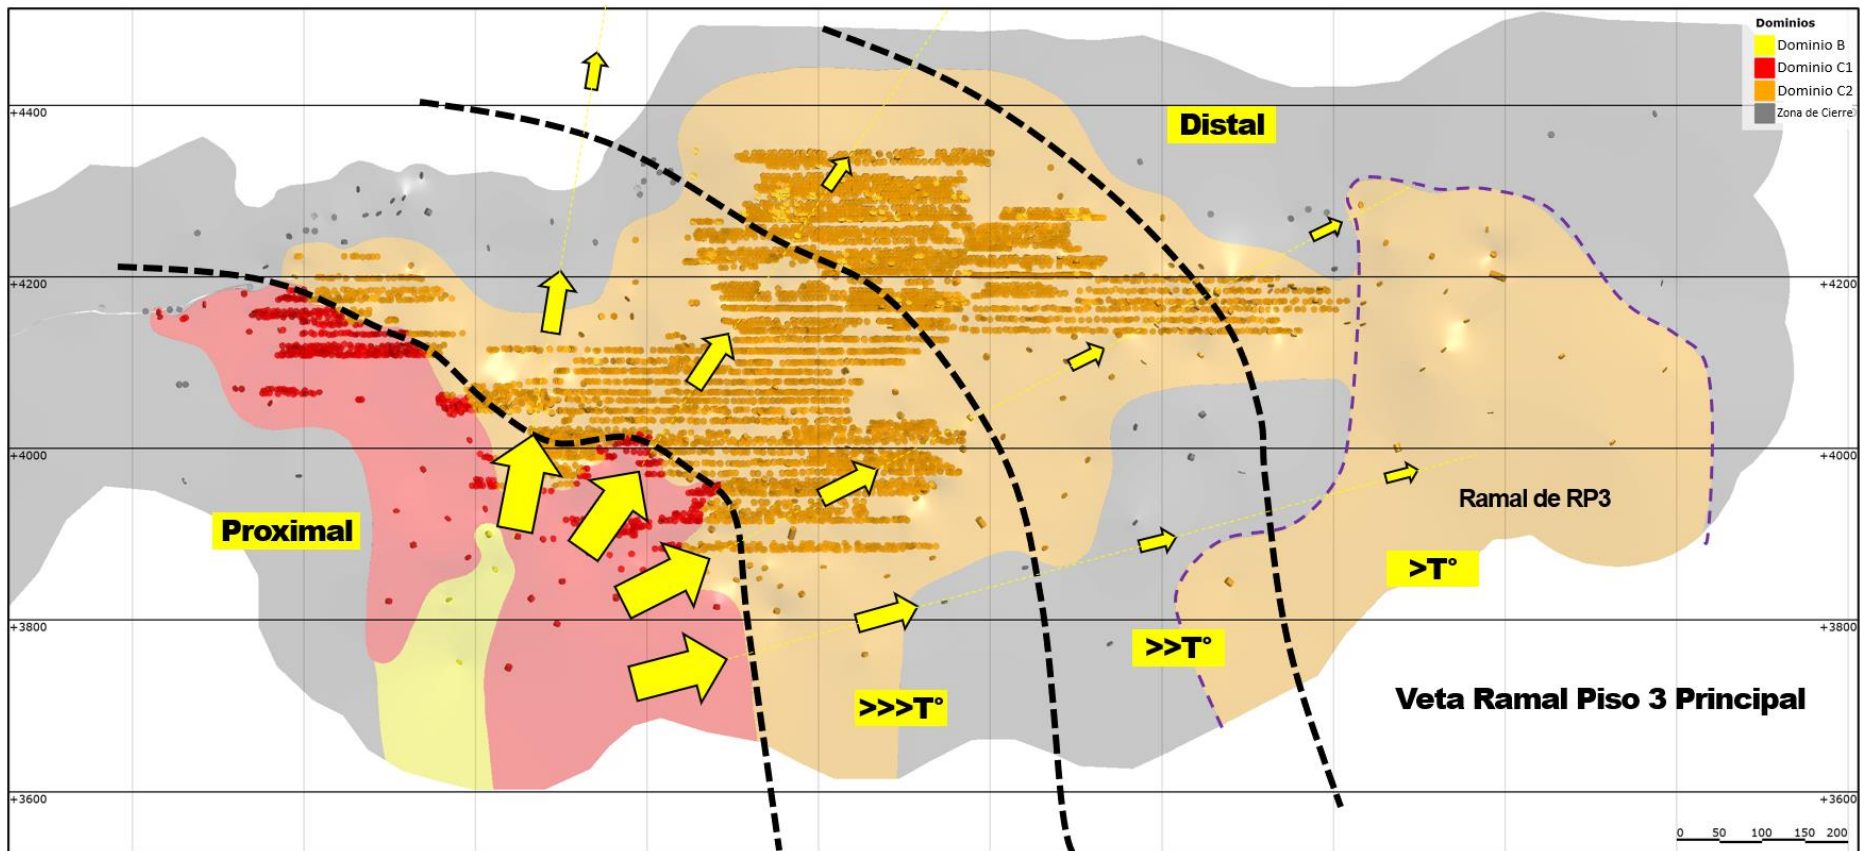 Dominios
Dominio B
Dominio C1
Dominio C2
Zona de Cierre
+4400
Distal
+4200
+4200
+4000
+4000
Ramal de RP3
Proximal
>T°
+3800
+3800
>>T°
>>>T°
Veta Ramal Piso 3 Principal
+3600
+3600
0 50 100 150 200